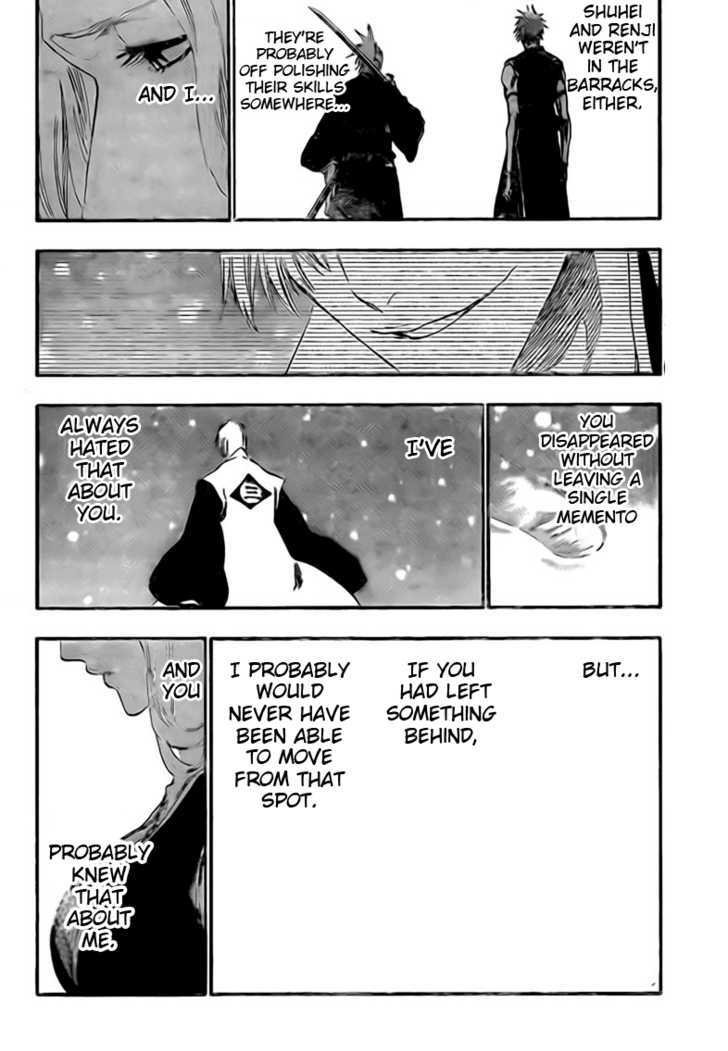 SHUHEI
AND RENJI
WEREN'T
IN THE
BARRACKS,
EITHER.
THEY'RE
PROBABLY
OFF POLISHING
THEIR SKILLS
SOMEWHERE...
AND I...
YOU
DISAPPEARED
WITHOUT
LEAVING A
SINGLE
MEMENTO
I'VE
ALWAYS
HATED
THAT
ABOUT
YOU.
三
BUT...
IF YOU
HAD LEFT
SOMETHING
BEHIND,
I PROBABLY
WOULD
NEVER HAVE
BEEN ABLE
TO MOVE
FROM THAT
SPOT.
AND
YOU
PROBABLY
KNEW
THAT
ABOUT
ME.